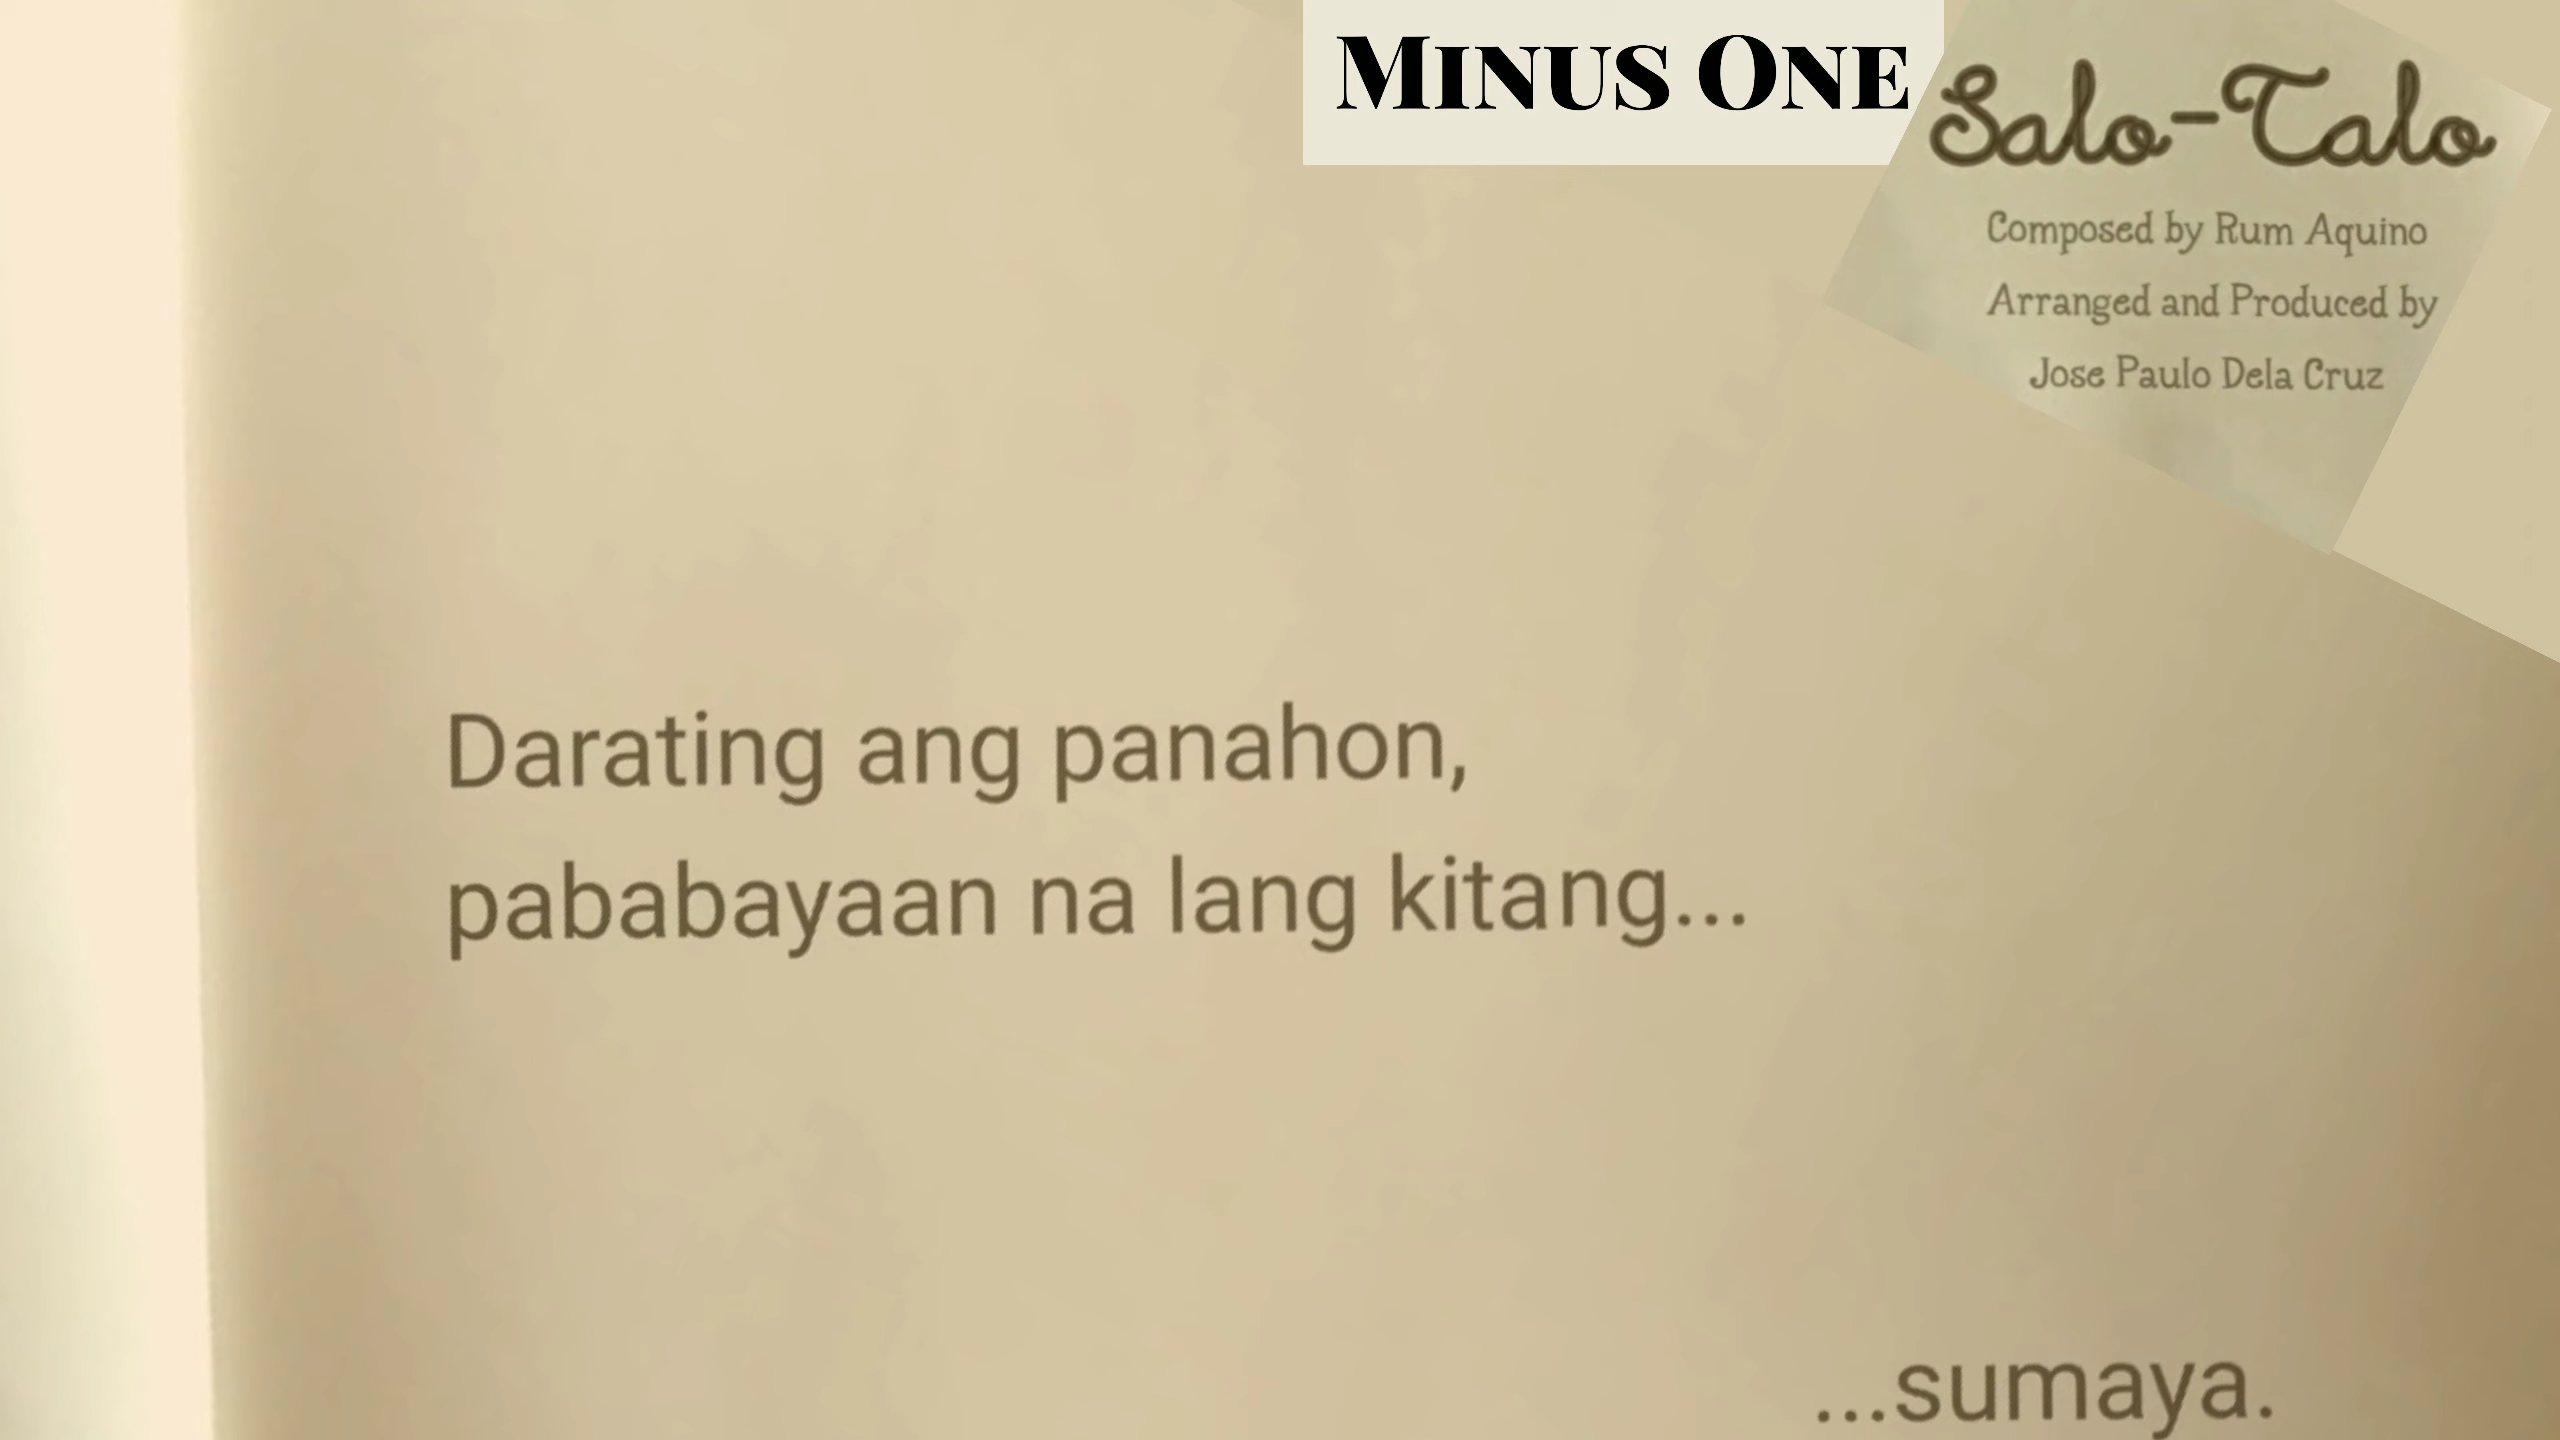 MINUS ONE
Salo-Talo
Composed by Rum Aquino
Arranged and Produced by
Jose Paulo Dela Cruz
Darating ang panahon,
pababayaan na lang kitang...
...sumaya.